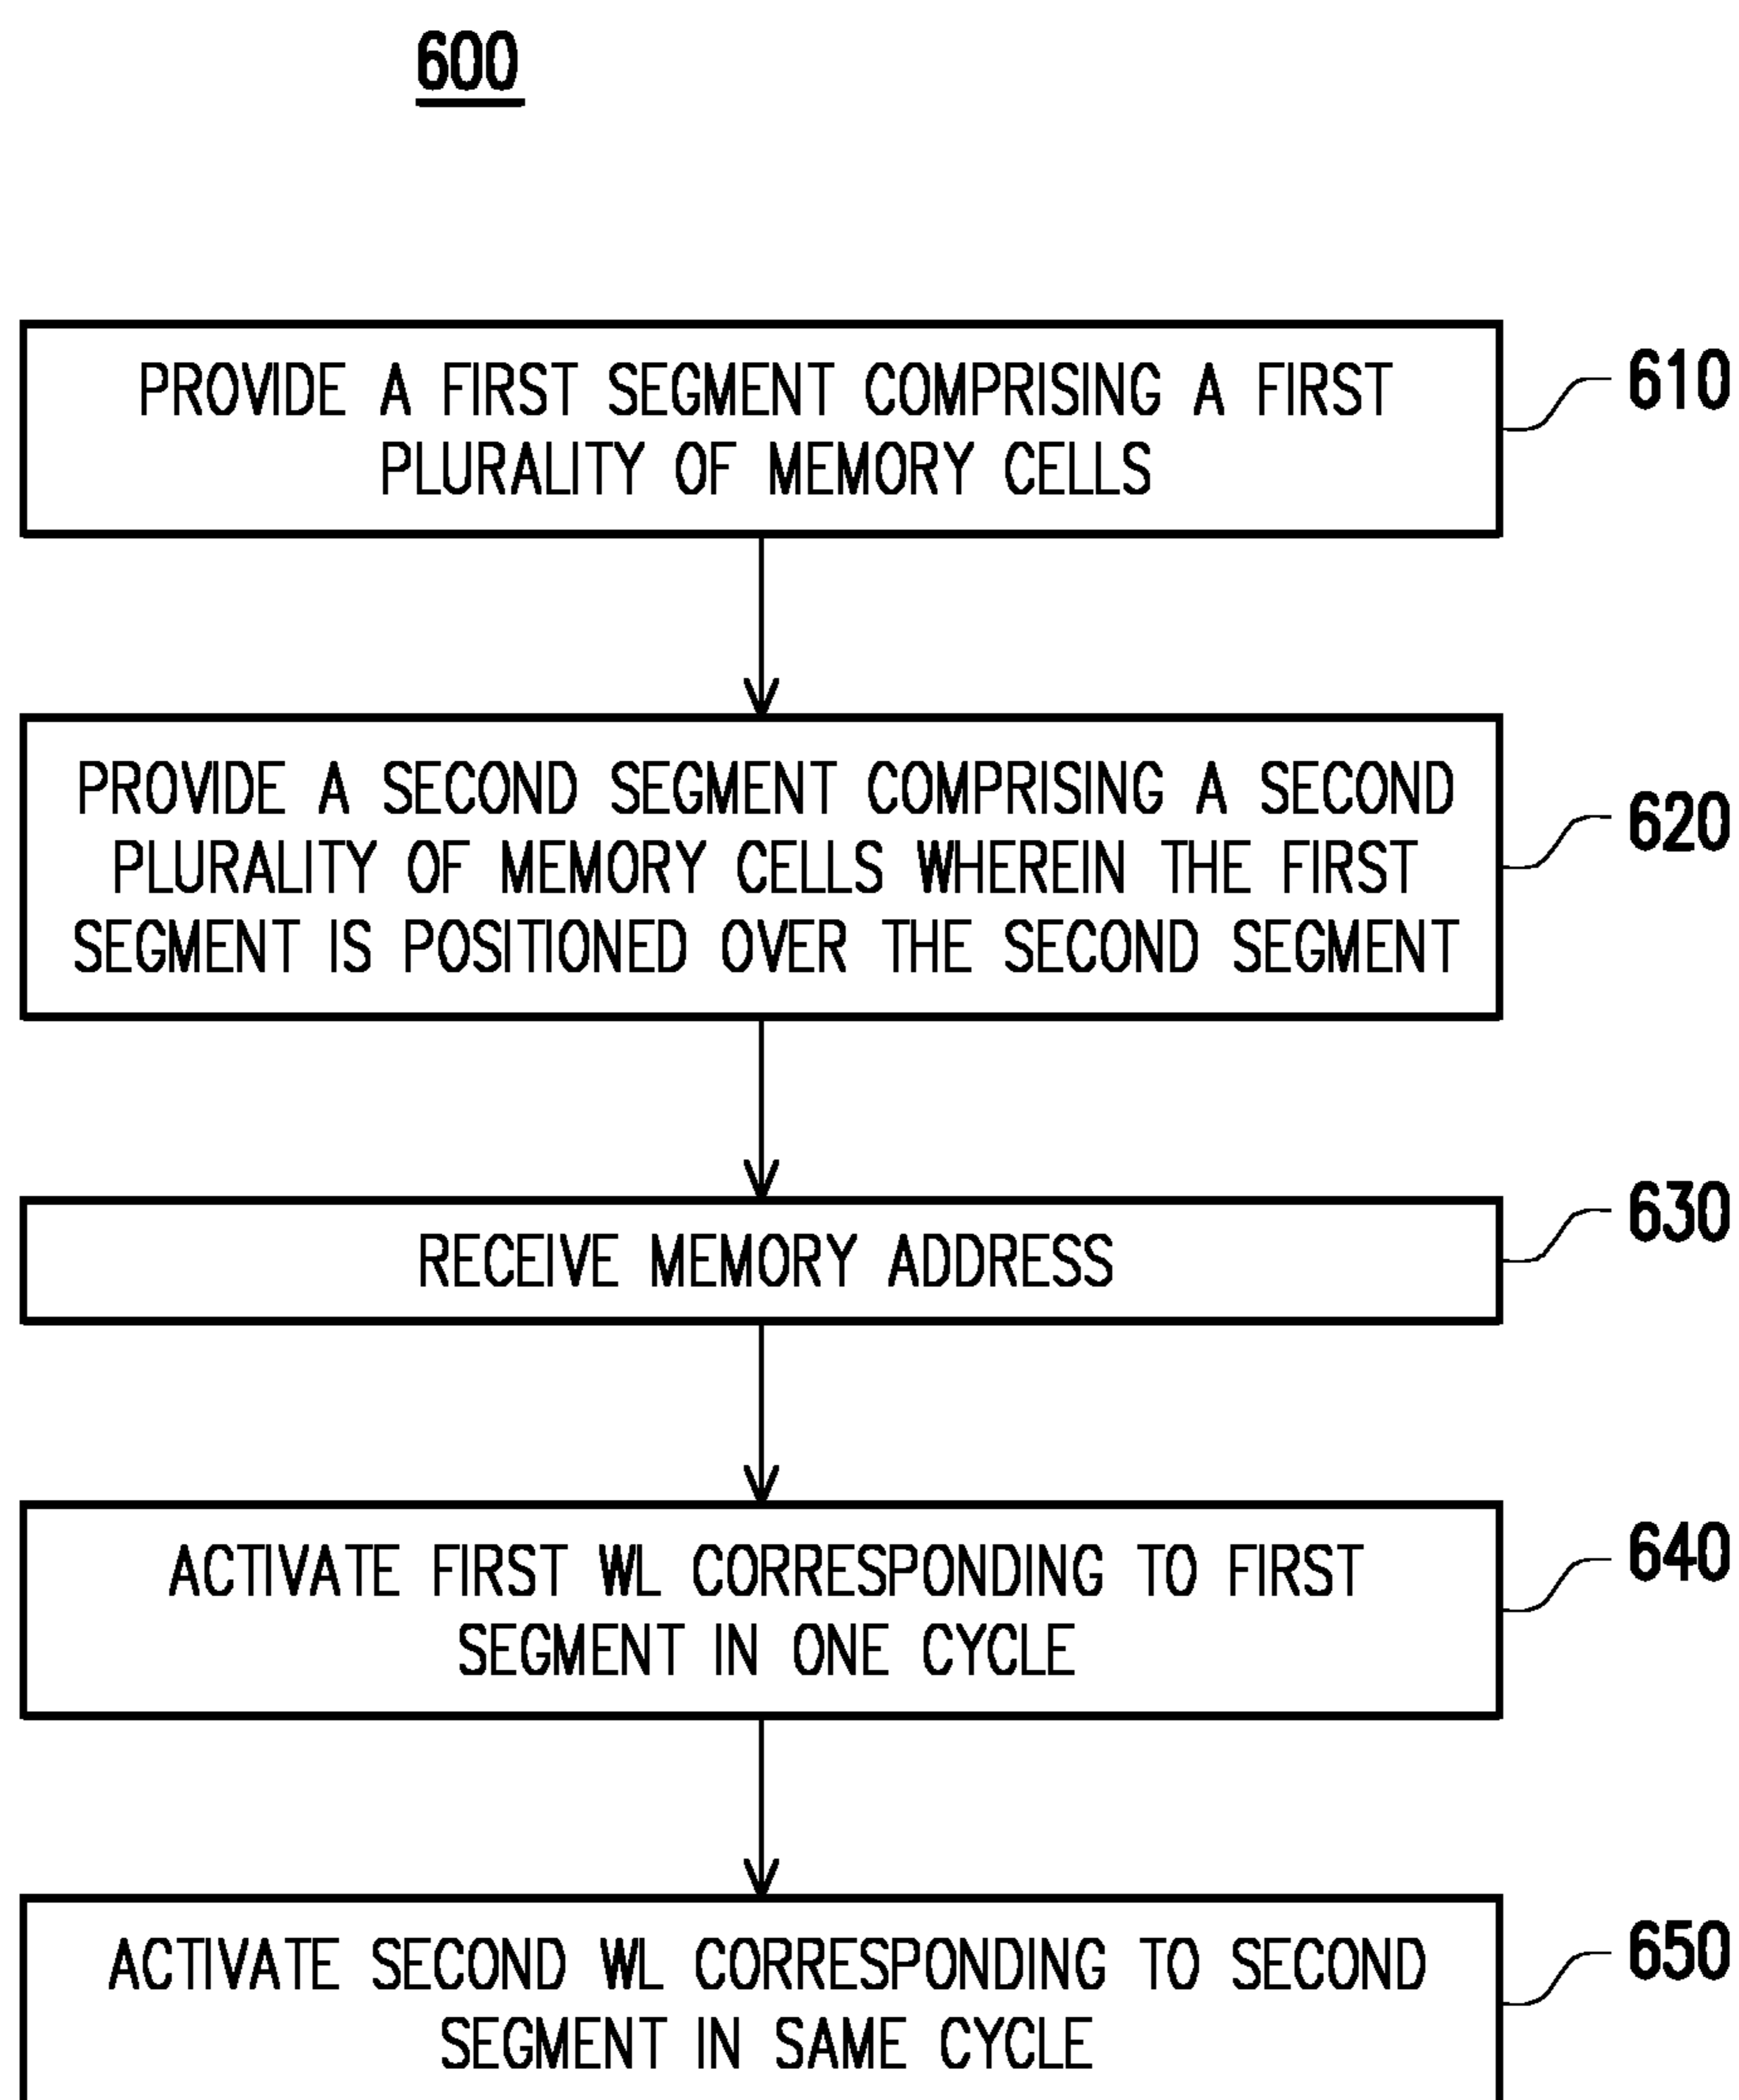 600
PROVIDE A FIRST SEGMENT COMPRISING A FIRST
PLURALITY OF MEMORY CELLS
610
PROVIDE A SECOND SEGMENT COMPRISING A SECOND
PLURALITY OF MEMORY CELLS WHEREIN THE FIRST
SEGMENT IS POSITIONED OVER THE SECOND SEGMENT
620
RECEIVE MEMORY ADDRESS
630
ACTIVATE FIRST WL CORRESPONDING TO FIRST
SEGMENT IN ONE CYCLE
640
ACTIVATE SECOND WL CORRESPONDING TO SECOND
SEGMENT IN SAME CYCLE
650